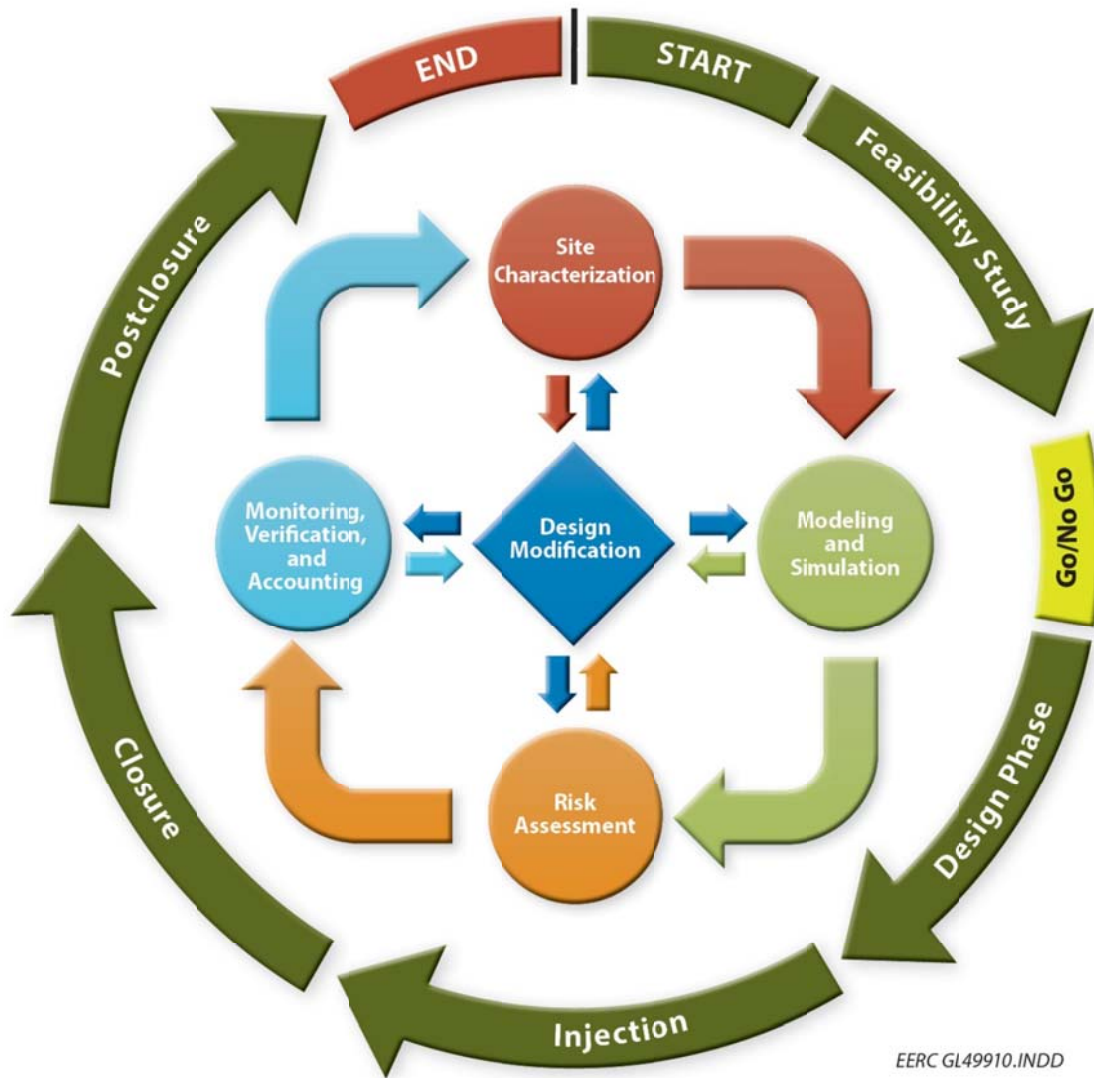 END
START
Feasibility Study
Go/No Go
Design Phase
Injection
Closure
Postclosure
Site
Characterization
Modeling
and
Simulation
Risk
Assessment
Monitoring,
Verification,
and
Accounting
Design
Modification
EERC GL49910.INDD